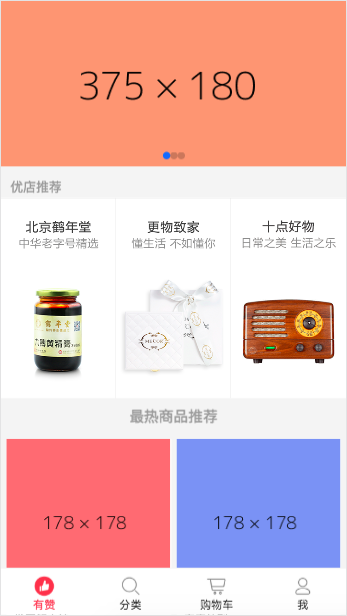 375 × 180
优店推荐
北京鹤年堂
中华老字号精选
更物致家
懂生活 不如懂你
十点好物
日常之美 生活之乐
最热商品推荐
178 × 178
178 × 178
有赞
分类
购物车
我